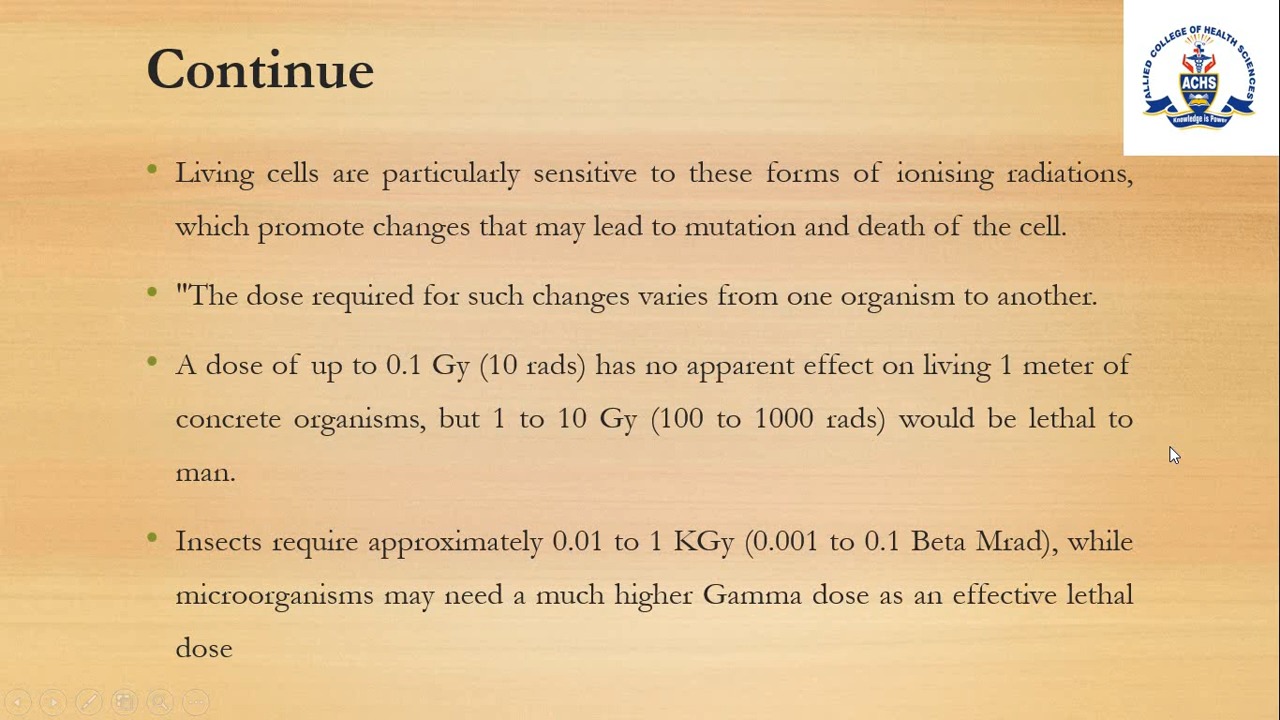 Continue
ALLIED COLLEGE OF HEALTH SCIENCES
ACHS
Knowledge is Power
• Living cells are particularly sensitive to these forms of ionising radiations,
which promote changes that may lead to mutation and death of the cell.
• "The dose required for such changes varies from one organism to another.
• A dose of up to 0.1 Gy (10 rads) has no apparent effect on living 1 meter of
concrete organisms, but 1 to 10 Gy (100 to 1000 rads) would be lethal to
man.
• Insects require approximately 0.01 to 1 KGy (0.001 to 0.1 Beta Mrad), while
microorganisms may need a much higher Gamma dose as an effective lethal
dose